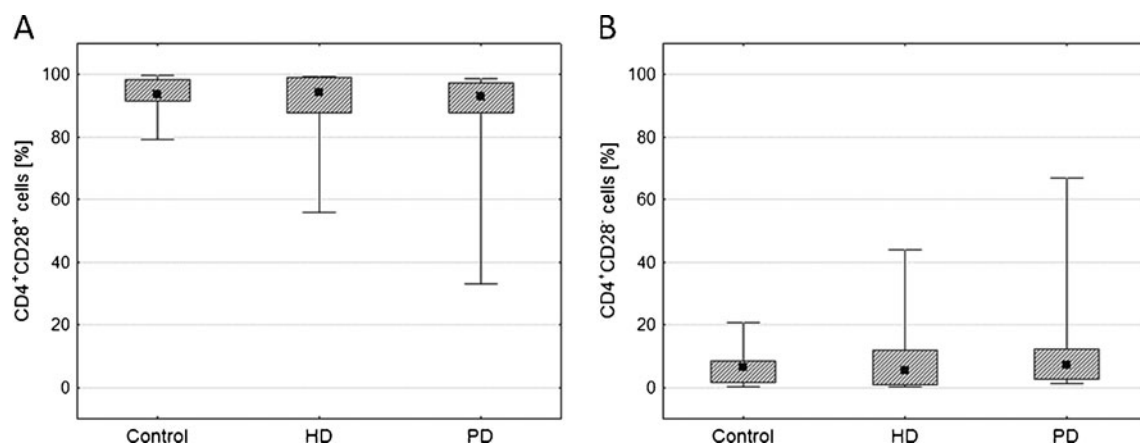 A
CD4⁺CD28⁺ cells [%]
100
80
60
40
20
0
Control HD PD
B
CD4⁺CD28⁻ cells [%]
100
80
60
40
20
0
Control HD PD